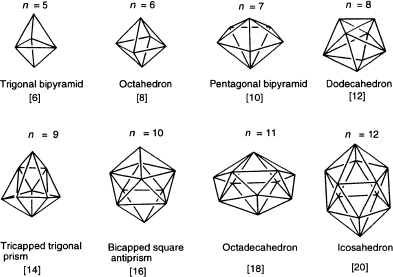 n = 5
n = 6
n = 7
n = 8
Trigonal bipyramid
Octahedron
Pentagonal bipyramid
Dodecahedron
[6]
[8]
[10]
[12]
n = 9
n = 10
n = 11
n = 12
Tricapped trigonal
prism
Bicapped square
antiprism
Octadecahedron
Icosahedron
[14]
[16]
[18]
[20]